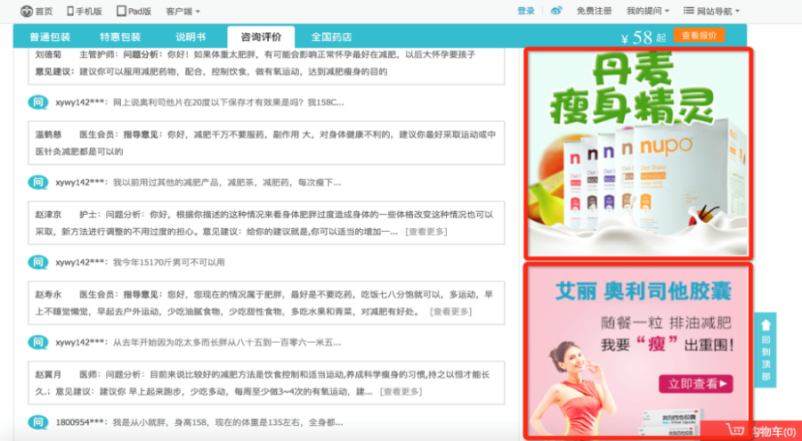 首页 手机版 Pad版 客户端
登录 免费注册 我的提问 网站导航
普通包装 特惠包装 说明书 咨询评价 全国药店
¥ 58 起 查看报价
刘德菊 主管护师：问题分析：你好！如果体重太肥胖，有可能会影响正常怀孕最好在减肥，以后大怀孕要孩子
意见建议：建议你可以服用减肥药物，配合，控制饮食，做有氧运动，达到减肥瘦身的目的
问 xywy142***：网上说奥利司他片在20度以下保存才有效果是吗？我158C...
温鹤慈 医生会员：指导意见：你好，减肥千万不要服药，副作用 大，对身体健康不利的，建议你最好采取运动或中
医针灸减肥都是可以的
问 xywy142***：我以前用过其他的减肥产品，减肥茶，减肥药，每次瘦下...
赵津京 护士：问题分析：你好，根据你描述的这种情况来看身体肥胖过度造成身体的一些体格改变这种情况也可以
采取，新方法进行调整的不用过度的担心。意见建议：给你的建议就是,你可以适当的增加一... [查看更多]
问 xywy142***：我今年15170斤男可不可以用
赵寿永 医生会员：指导意见：您好，您现在的情况属于肥胖，最好是不要吃药，吃饭七八分饱就可以，多运动，早
上不睡懒觉，早起去户外运动，少吃油腻食物，少吃甜性食物，多吃水果和青菜，对减肥有好处。 [查看更多]
问 xywy142***：从去年开始因为吃太多而长胖从八十五到一百零六一米五...
赵翼月 医师：问题分析：目前来说比较好的减肥方法是饮食控制和适当运动,养成科学瘦身的习惯,持之以恒才能长
久.；意见建议：建议你 早上起来跑步，少吃多动，每周至少做3~4次的有氧运动，建... [查看更多]
问 1800954***：我是从小就胖，身高158，现在的体重是135左右，全身都...
丹麦
瘦身精灵
nupo
艾丽 奥利司他胶囊
随餐一粒 排油减肥
我要“瘦”出重围！
立即查看
回到顶部
购物车(0)